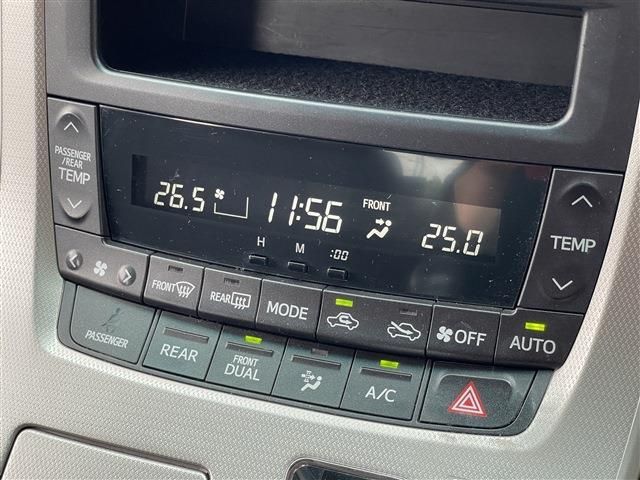 PASSENGER
/REAR
TEMP
26.5
11:56
FRONT
25.0
TEMP
H M :00
FRONT
REAR
MODE
OFF
AUTO
PASSENGER
REAR
FRONT
DUAL
A/C